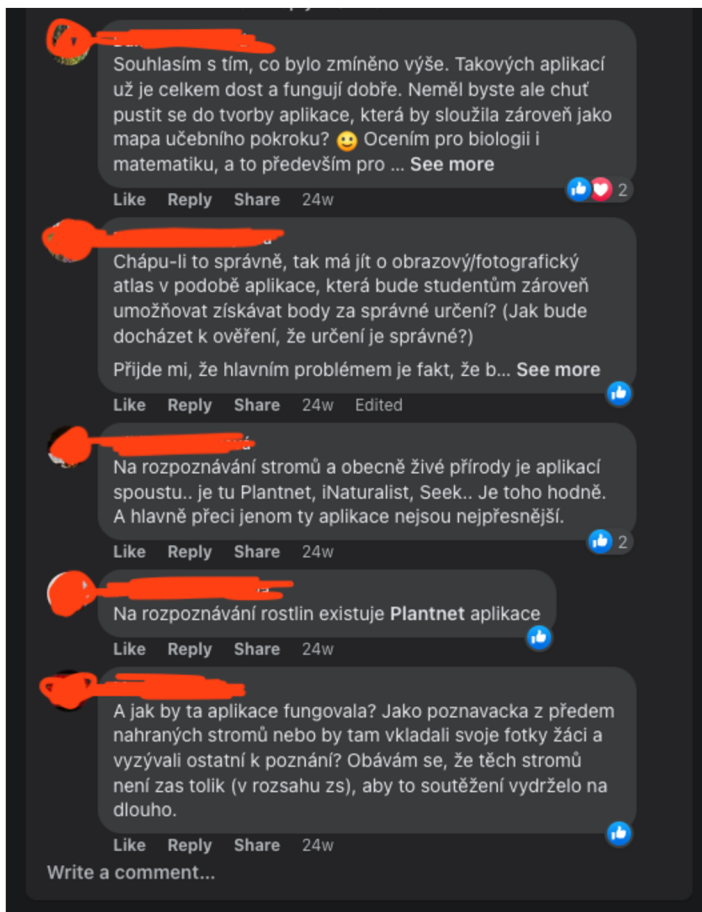 Souhlasím s tím, co bylo zmíněno výše. Takových aplikací
už je celkem dost a fungují dobře. Neměl byste ale chuť
pustit se do tvorby aplikace, která by sloužila zároveň jako
mapa učebního pokroku? 🙂 Ocením pro biologii i
matematiku, a to především pro ... See more
Like Reply Share 24w 2
Chápu-li to správně, tak má jít o obrazový/fotografický
atlas v podobě aplikace, která bude studentům zároveň
umožňovat získávat body za správné určení? (Jak bude
docházet k ověření, že určení je správné?)
Přijde mi, že hlavním problémem je fakt, že b... See more
Like Reply Share 24w Edited
Na rozpoznávání stromů a obecně živé přírody je aplikací
spoustu.. je tu Plantnet, iNaturalist, Seek.. Je toho hodně.
A hlavně přeci jenom ty aplikace nejsou nejpřesnější.
Like Reply Share 24w 2
Na rozpoznávání rostlin existuje Plantnet aplikace
Like Reply Share 24w
A jak by ta aplikace fungovala? Jako poznavacka z předem
nahraných stromů nebo by tam vkladali svoje fotky žáci a
vyzývali ostatní k poznání? Obávám se, že těch stromů
není zas tolik (v rozsahu zs), aby to soutěžení vydrželo na
dlouho.
Like Reply Share 24w
Write a comment...